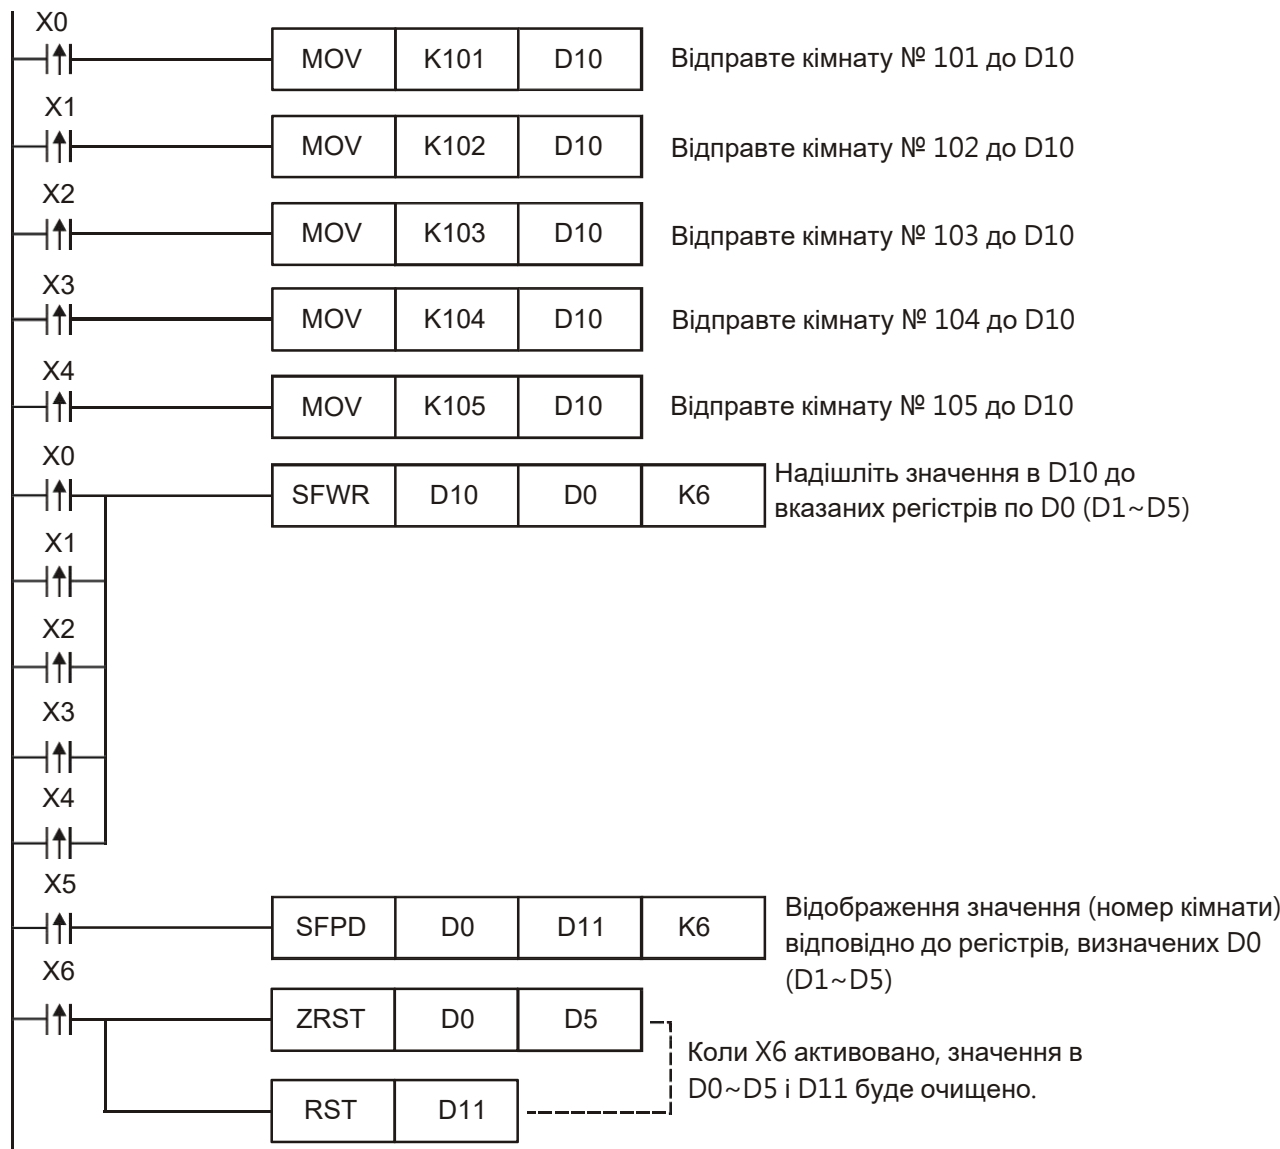 X0
MOV K101 D10 Відправте кімнату № 101 до D10
X1
MOV K102 D10 Відправте кімнату № 102 до D10
X2
MOV K103 D10 Відправте кімнату № 103 до D10
X3
MOV K104 D10 Відправте кімнату № 104 до D10
X4
MOV K105 D10 Відправте кімнату № 105 до D10
X0
SFWR D10 D0 K6
Надішліть значення в D10 до
вказаних регістрів по D0 (D1~D5)
X1
X2
X3
X4
X5
SFPD D0 D11 K6
Відображення значення (номер кімнати)
відповідно до регістрів, визначених D0
(D1~D5)
X6
ZRST D0 D5
Коли X6 активовано, значення в
D0~D5 і D11 буде очищено.
RST D11